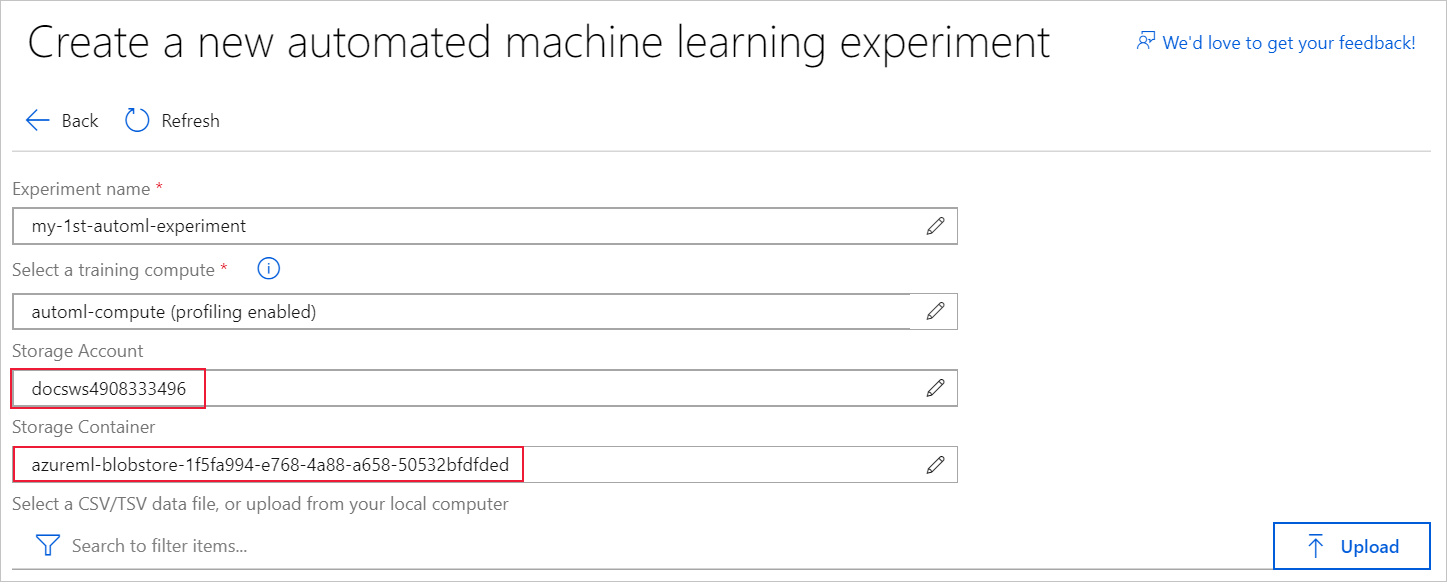 Create a new automated machine learning experiment
We'd love to get your feedback!
Back Refresh
Experiment name *
my-1st-automl-experiment
Select a training compute *
automl-compute (profiling enabled)
Storage Account
docsws4908333496
Storage Container
azureml-blobstore-1f5fa994-e768-4a88-a658-50532bfdfded
Select a CSV/TSV data file, or upload from your local computer
Search to filter items...
Upload